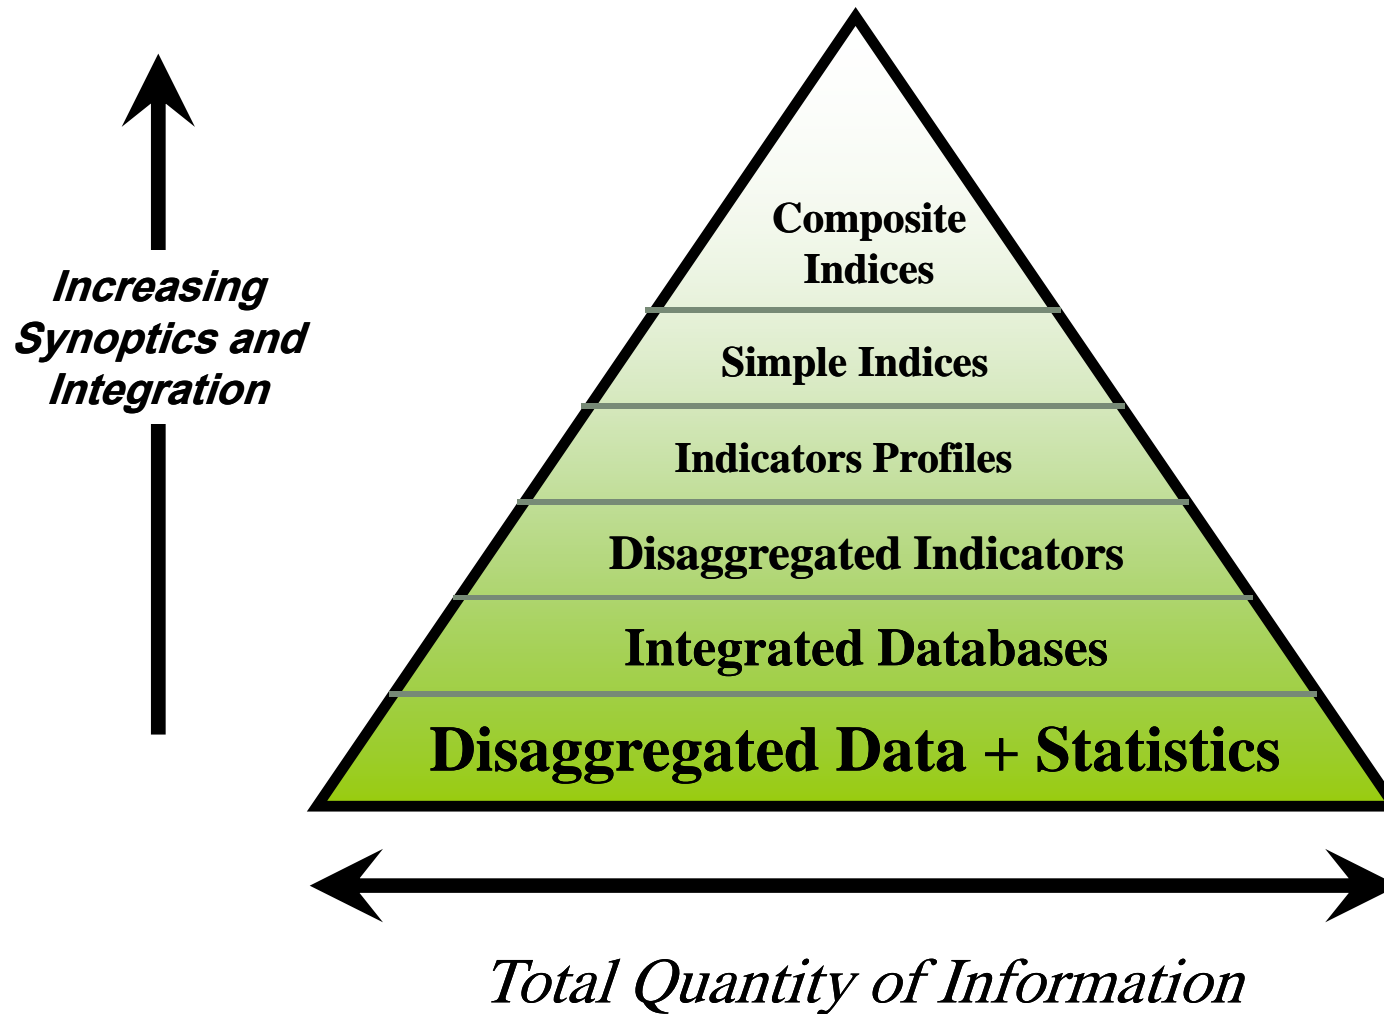 Composite
Indices
Increasing
Synoptics and
Integration
Simple Indices
Indicators Profiles
Disaggregated Indicators
Integrated Databases
Disaggregated Data + Statistics
Total Quantity of Information